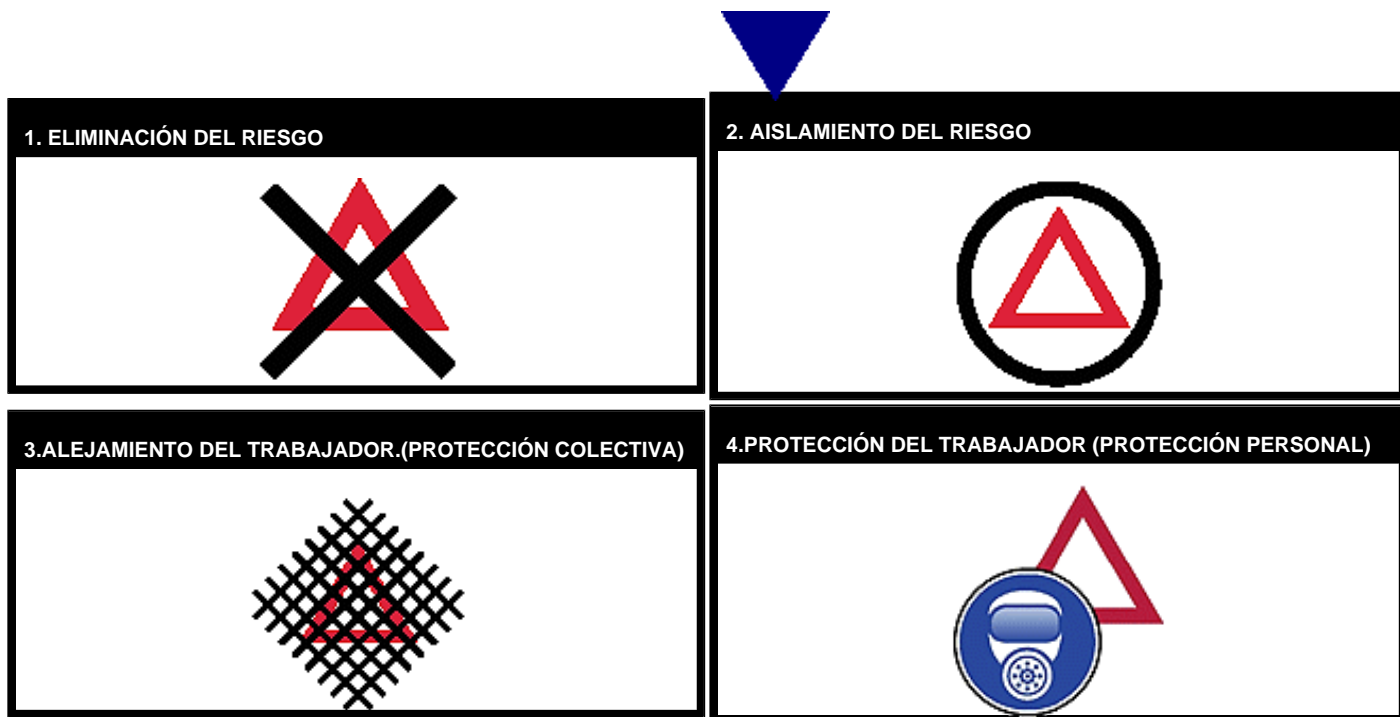 1. ELIMINACIÓN DEL RIESGO
2. AISLAMIENTO DEL RIESGO
3.ALEJAMIENTO DEL TRABAJADOR.(PROTECCIÓN COLECTIVA)
4.PROTECCIÓN DEL TRABAJADOR (PROTECCIÓN PERSONAL)